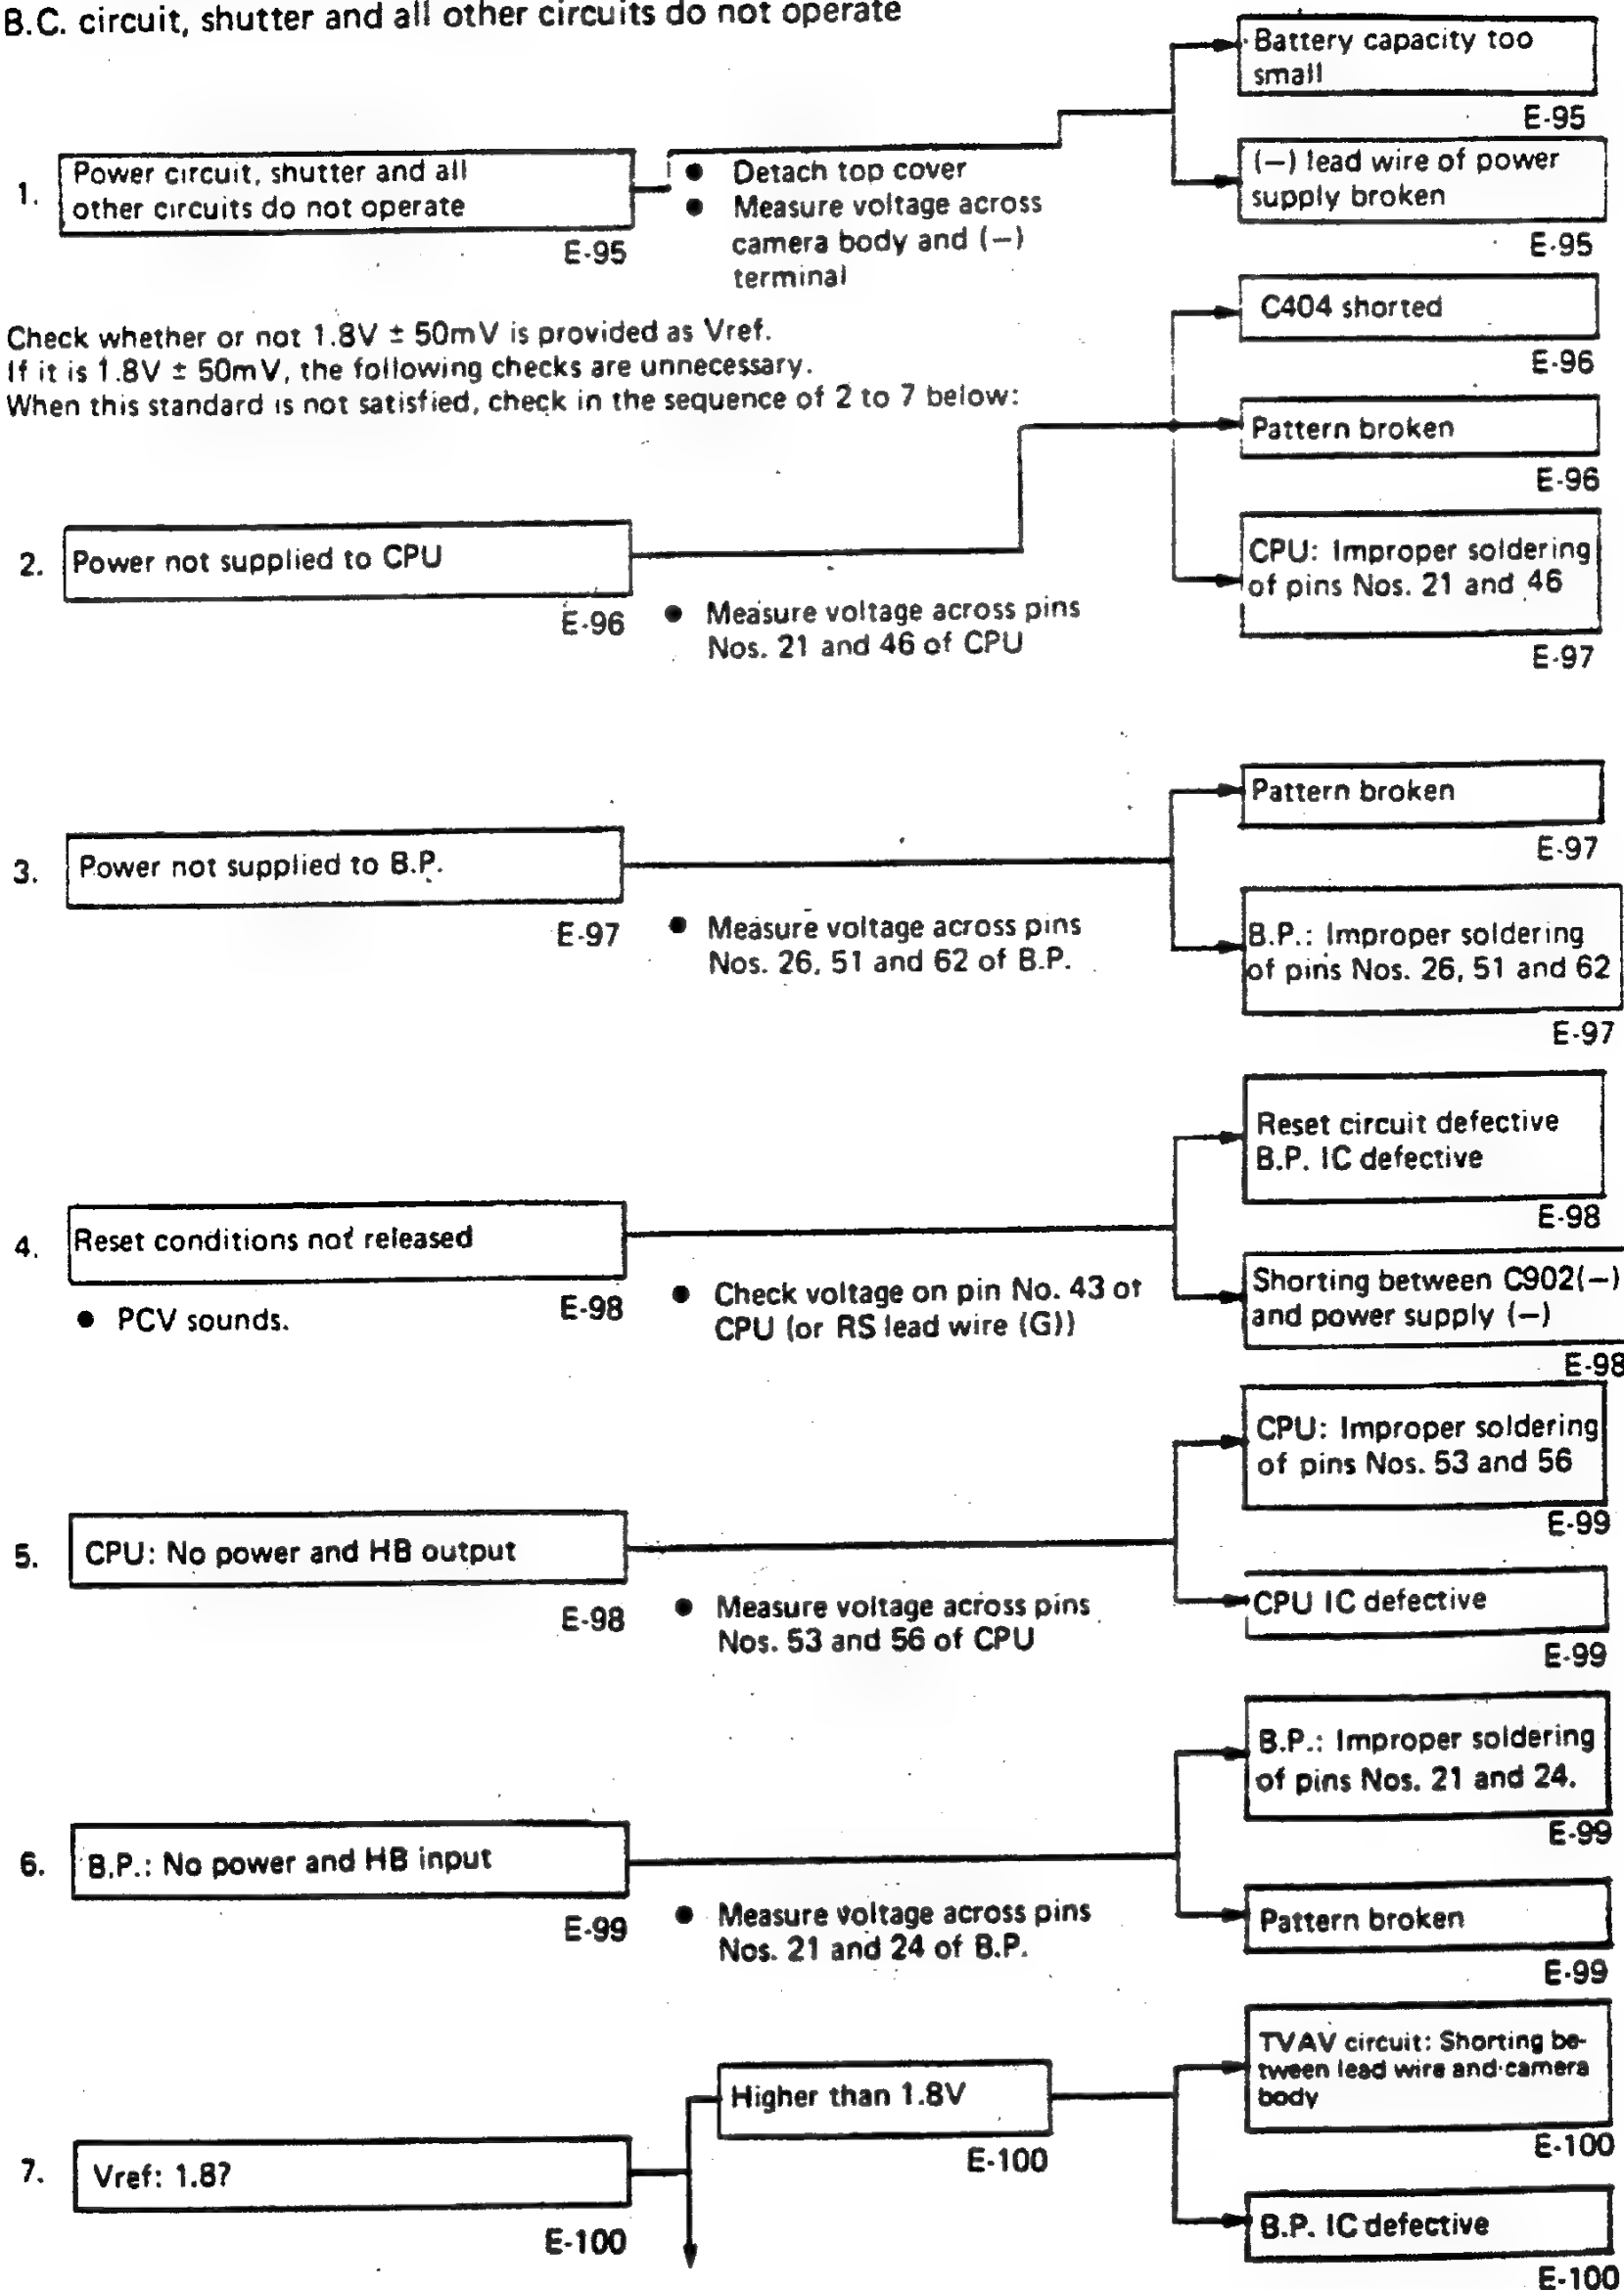 B.C. circuit, shutter and all other circuits do not operate
1.
Power circuit, shutter and all
other circuits do not operate
E-95
● Detach top cover
● Measure voltage across
camera body and (−)
terminal
Battery capacity too
small
E-95
(−) lead wire of power
supply broken
E-95
Check whether or not 1.8V ± 50mV is provided as Vref.
If it is 1.8V ± 50mV, the following checks are unnecessary.
When this standard is not satisfied, check in the sequence of 2 to 7 below:
2.
Power not supplied to CPU
E-96
● Measure voltage across pins
Nos. 21 and 46 of CPU
C404 shorted
E-96
Pattern broken
E-96
CPU: Improper soldering
of pins Nos. 21 and 46
E-97
3.
Power not supplied to B.P.
E-97
● Measure voltage across pins
Nos. 26, 51 and 62 of B.P.
Pattern broken
E-97
B.P.: Improper soldering
of pins Nos. 26, 51 and 62
E-97
4.
Reset conditions not released
E-98
● PCV sounds.
● Check voltage on pin No. 43 of
CPU (or RS lead wire (G))
Reset circuit defective
B.P. IC defective
E-98
Shorting between C902(−)
and power supply (−)
E-98
5.
CPU: No power and HB output
E-98
● Measure voltage across pins
Nos. 53 and 56 of CPU
CPU: Improper soldering
of pins Nos. 53 and 56
E-99
CPU IC defective
E-99
6.
B.P.: No power and HB input
E-99
● Measure voltage across pins
Nos. 21 and 24 of B.P.
B.P.: Improper soldering
of pins Nos. 21 and 24.
E-99
Pattern broken
E-99
7.
Vref: 1.8?
E-100
Higher than 1.8V
E-100
TVAV circuit: Shorting be-
tween lead wire and camera
body
E-100
B.P. IC defective
E-100